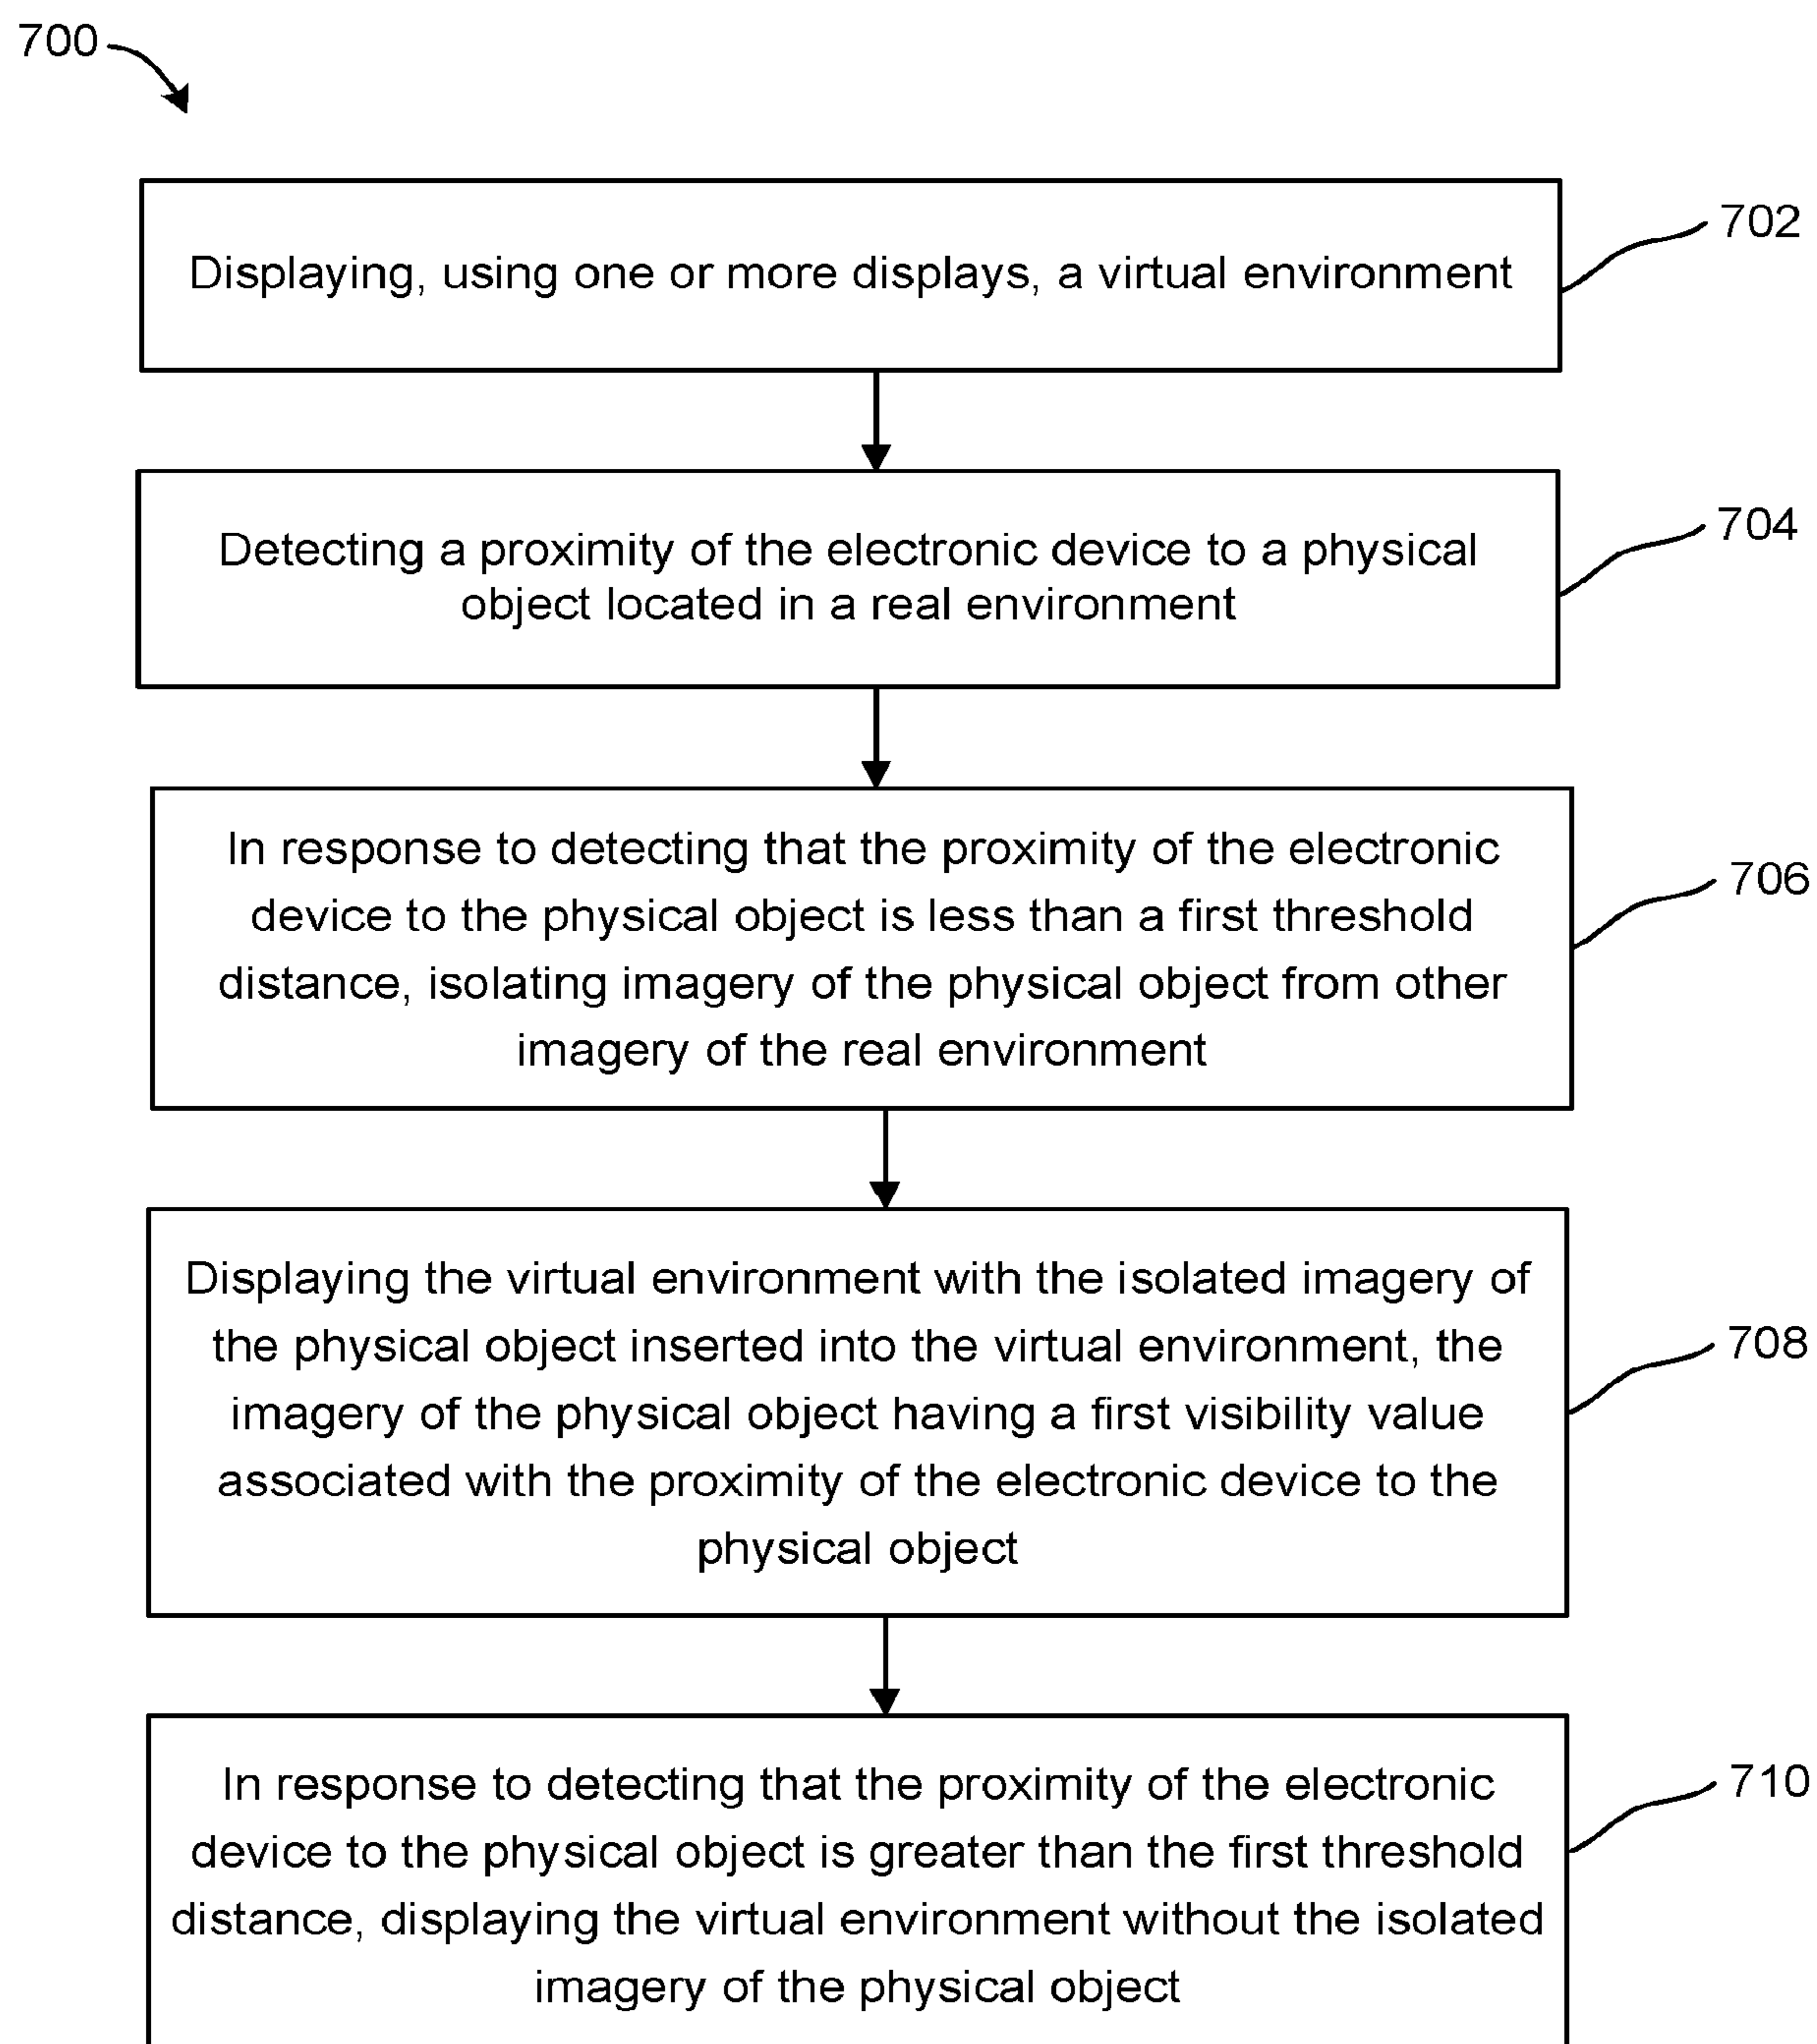 700
Displaying, using one or more displays, a virtual environment
702
Detecting a proximity of the electronic device to a physical
object located in a real environment
704
In response to detecting that the proximity of the electronic
device to the physical object is less than a first threshold
distance, isolating imagery of the physical object from other
imagery of the real environment
706
Displaying the virtual environment with the isolated imagery of
the physical object inserted into the virtual environment, the
imagery of the physical object having a first visibility value
associated with the proximity of the electronic device to the
physical object
708
In response to detecting that the proximity of the electronic
device to the physical object is greater than the first threshold
distance, displaying the virtual environment without the isolated
imagery of the physical object
710